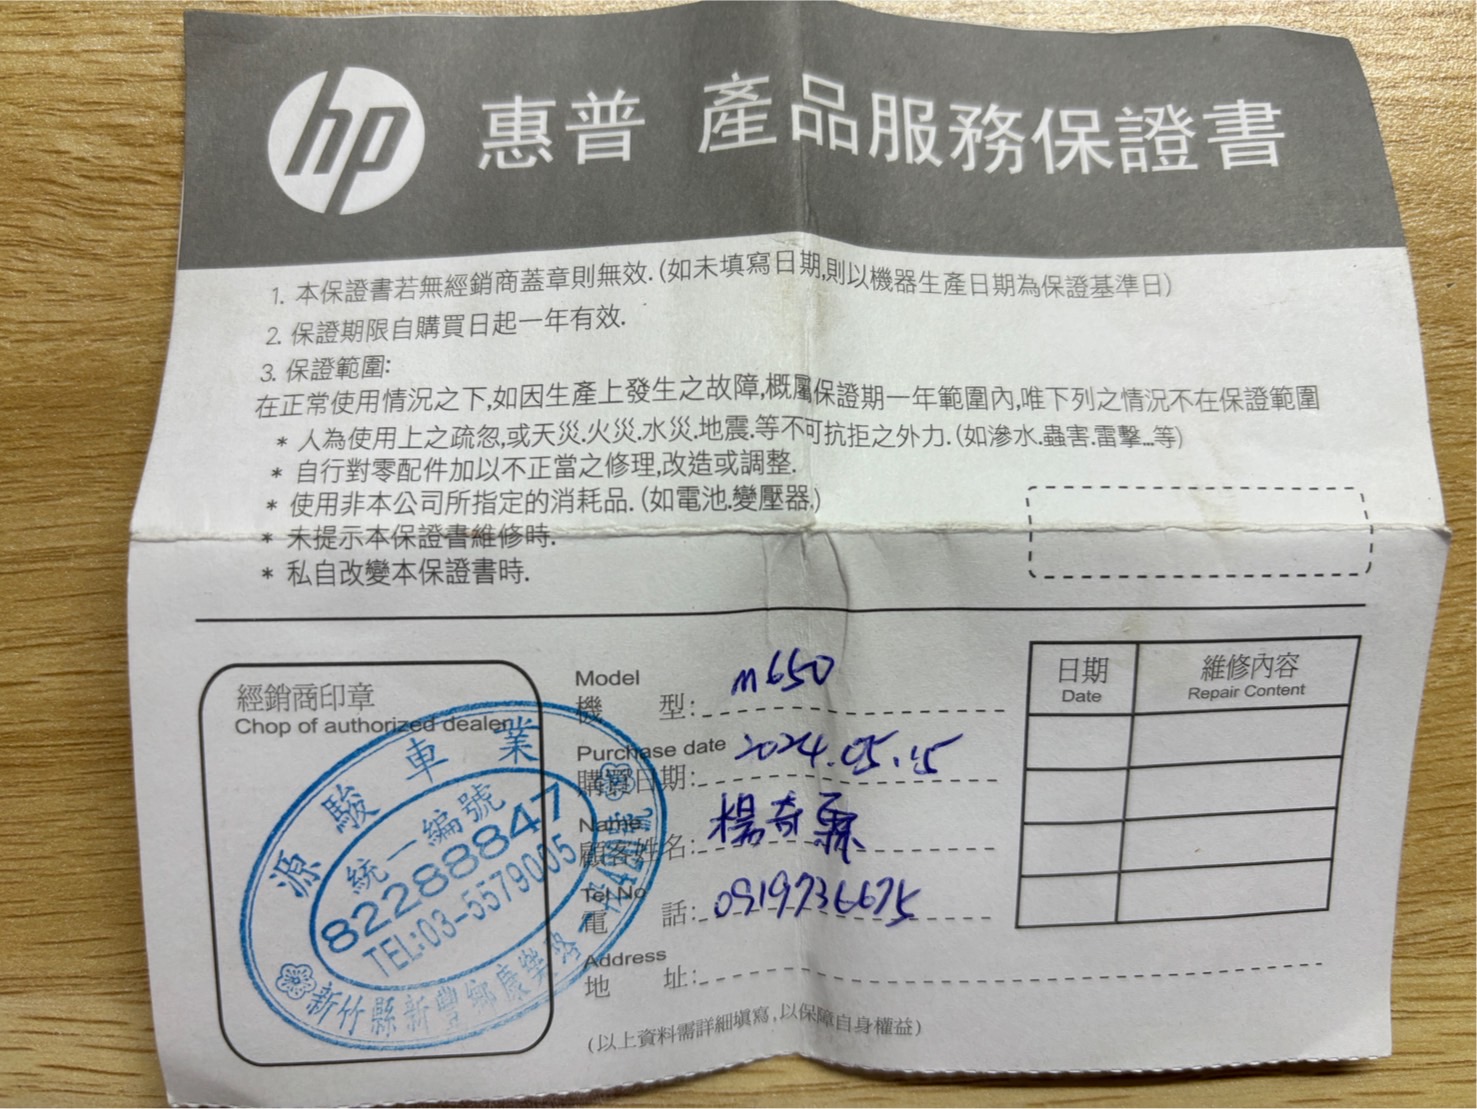 hp 惠普 產品服務保證書
1. 本保證書若無經銷商蓋章則無效.(如未填寫日期,則以機器生產日期為保證基準日)
2. 保證期限自購買日起一年有效.
3. 保證範圍:
在正常使用情況之下,如因生產上發生之故障,概屬保證期一年範圍內,唯下列之情況不在保證範圍
* 人為使用上之疏忽,或天災.火災.水災.地震.等不可抗拒之外力.(如滲水.蟲害.雷擊...等)
* 自行對零配件加以不正當之修理,改造或調整.
* 使用非本公司所指定的消耗品.(如電池.變壓器.)
* 未提示本保證書維修時.
* 私自改變本保證書時.
經銷商印章
Chop of authorized dealer
源駿車業
統一編號
82288847
TEL:03-5579005
新竹縣新豐鄉康樂路
Model
機 型: m650
Purchase date
購買日期: 2024.05.15
Name
顧客姓名: 楊奇
Tel No
電 話: 0919736675
Address
地 址:
(以上資料需詳細填寫,以保障自身權益)
日期 維修內容
Date Repair Content